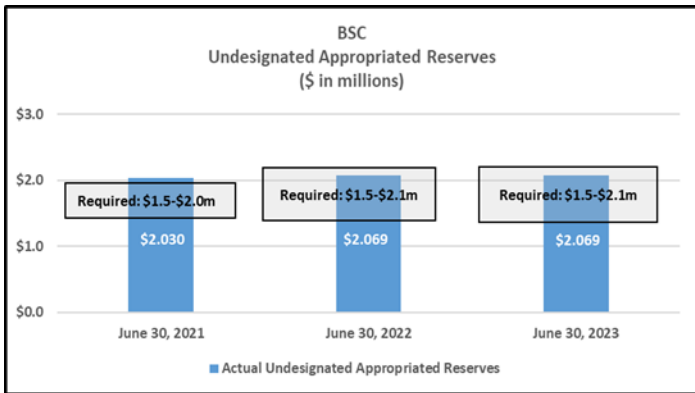 BSC
Undesignated Appropriated Reserves
($ in millions)
$3.0
$2.0
$1.0
$0.0
Required: $1.5-$2.0m
Required: $1.5-$2.1m
Required: $1.5-$2.1m
$2.030
$2.069
$2.069
June 30, 2021
June 30, 2022
June 30, 2023
Actual Undesignated Appropriated Reserves